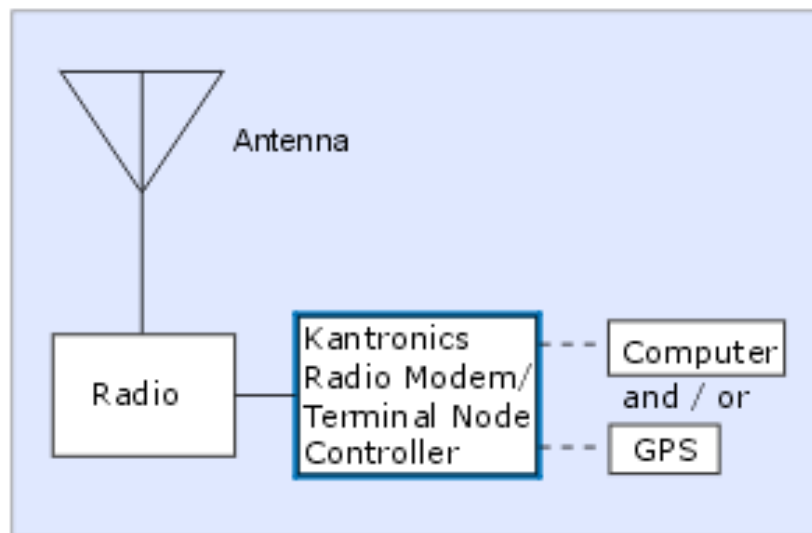 Antenna
Radio
Kantronics
Radio Modem/
Terminal Node
Controller
Computer
and / or
GPS